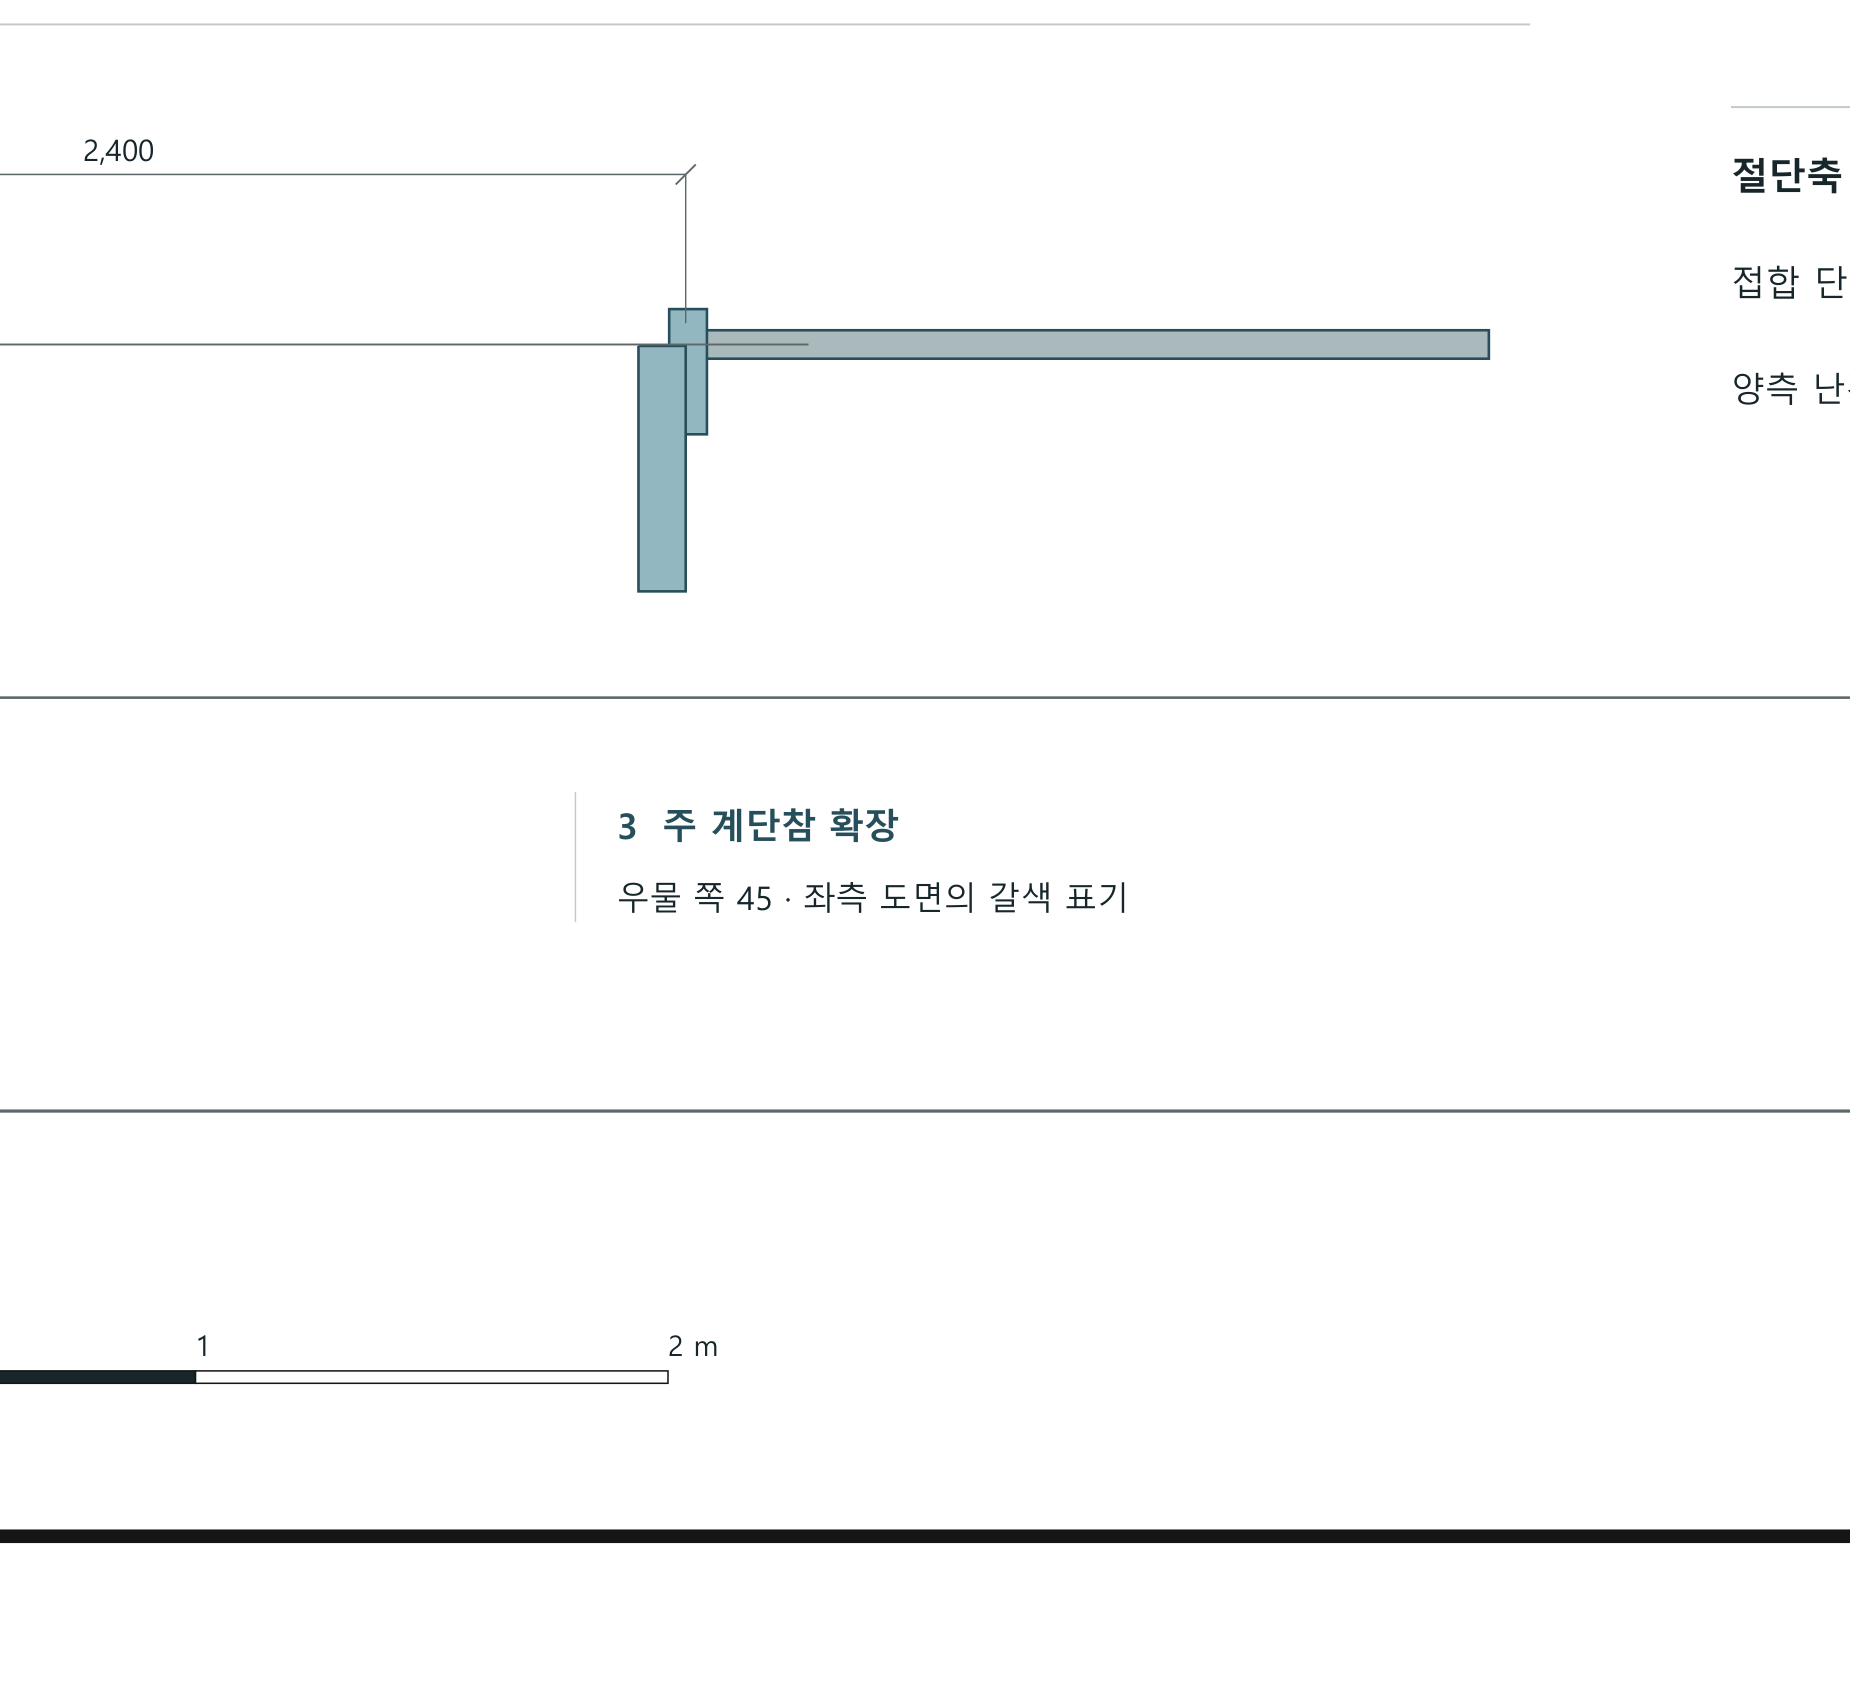 2,400
절단축
접합 단
양측
3 주 계단참 확장
우물 쪽 45 · 좌측 도면의 갈색 표기
1
2 m